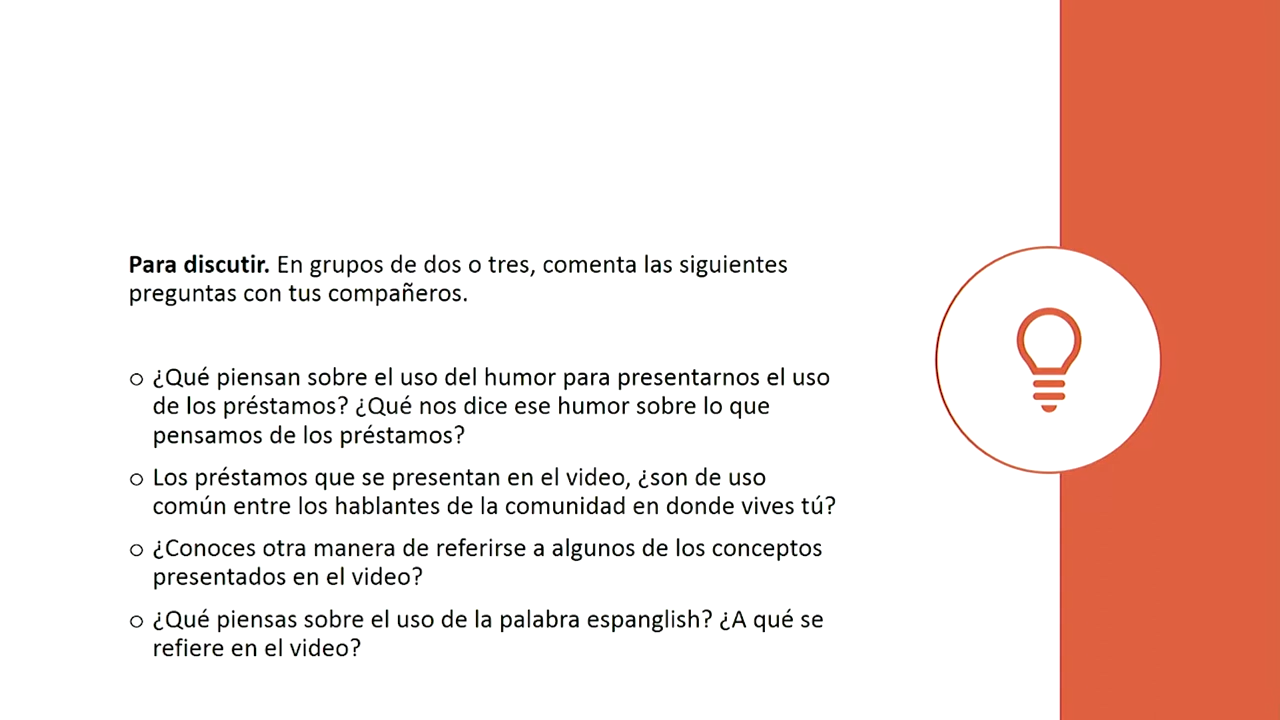 Para discutir. En grupos de dos o tres, comenta las siguientes
preguntas con tus compañeros.
o ¿Qué piensan sobre el uso del humor para presentarnos el uso
de los préstamos? ¿Qué nos dice ese humor sobre lo que
pensamos de los préstamos?
o Los préstamos que se presentan en el video, ¿son de uso
común entre los hablantes de la comunidad en donde vives tú?
o ¿Conoces otra manera de referirse a algunos de los conceptos
presentados en el video?
o ¿Qué piensas sobre el uso de la palabra espanglish? ¿A qué se
refiere en el video?